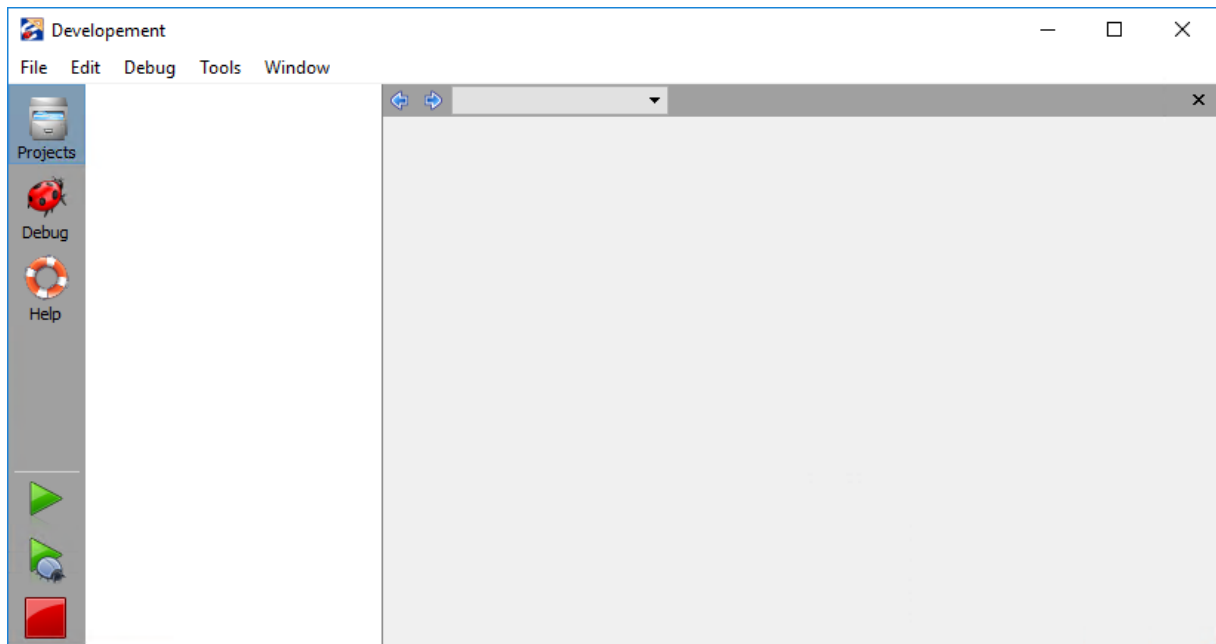 Developement
File Edit Debug Tools Window
Projects
Debug
Help